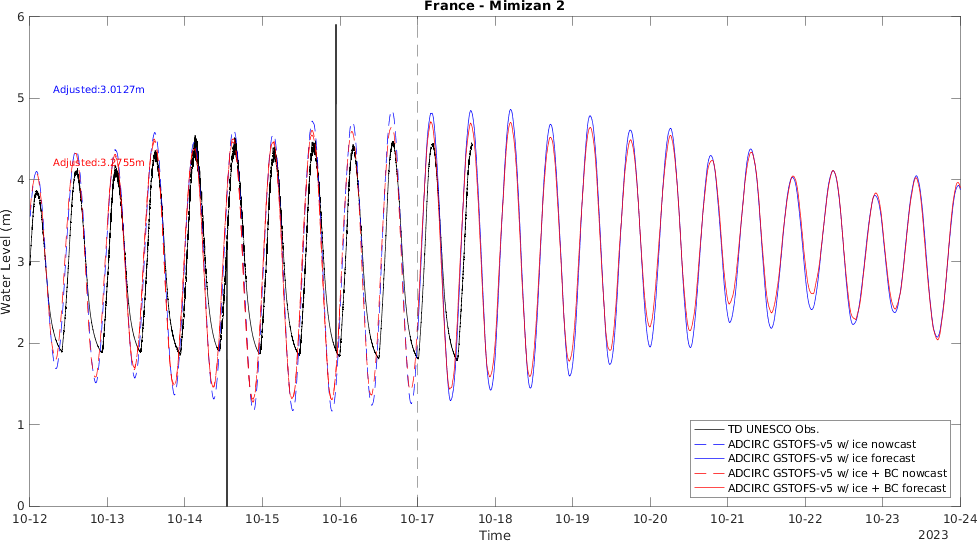 France - Mimizan 2
6
5
4
3
2
1
0
Water Level (m)
Adjusted:3.0127m
Adjusted:3.2755m
TD UNESCO Obs.
ADCIRC GSTOFS-v5 w/ ice nowcast
ADCIRC GSTOFS-v5 w/ ice forecast
ADCIRC GSTOFS-v5 w/ ice + BC nowcast
ADCIRC GSTOFS-v5 w/ ice + BC forecast
10-12 10-13 10-14 10-15 10-16 10-17 10-18 10-19 10-20 10-21 10-22 10-23 10-24
Time
2023